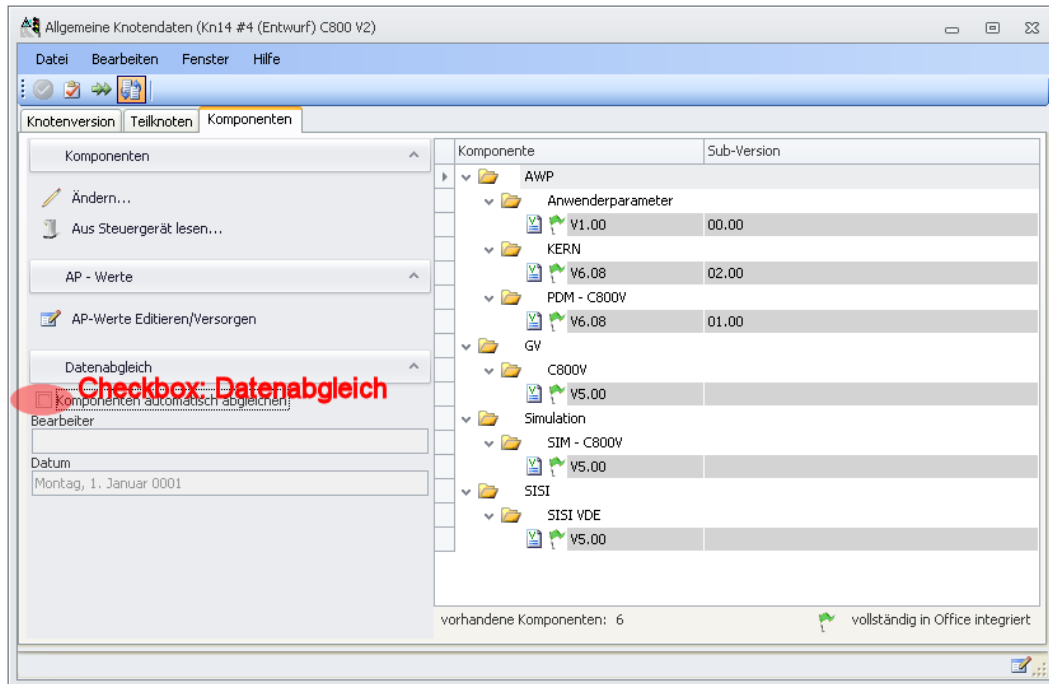 Allgemeine Knotendaten (Kn14 #4 (Entwurf) C800 V2)
Datei Bearbeiten Fenster Hilfe
Knotenversion Teilknoten Komponenten
Komponenten
Ändern...
Aus Steuergerät lesen...
AP - Werte
AP-Werte Editieren/Versorgen
Datenabgleich
Checkbox: Datenabgleich
Komponenten automatisch abgleichen
Bearbeiter
Datum
Montag, 1. Januar 0001
Komponente Sub-Version
AWP
Anwenderparameter
V1.00 00.00
KERN
V6.08 02.00
PDM - C800V
V6.08 01.00
GV
C800V
V5.00
Simulation
SIM - C800V
V5.00
SISI
SISI VDE
V5.00
vorhandene Komponenten: 6 vollständig in Office integriert